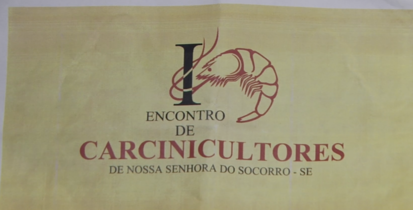 I
ENCONTRO
DE
CARCINICULTORES
DE NOSSA SENHORA DO SOCORRO - SE